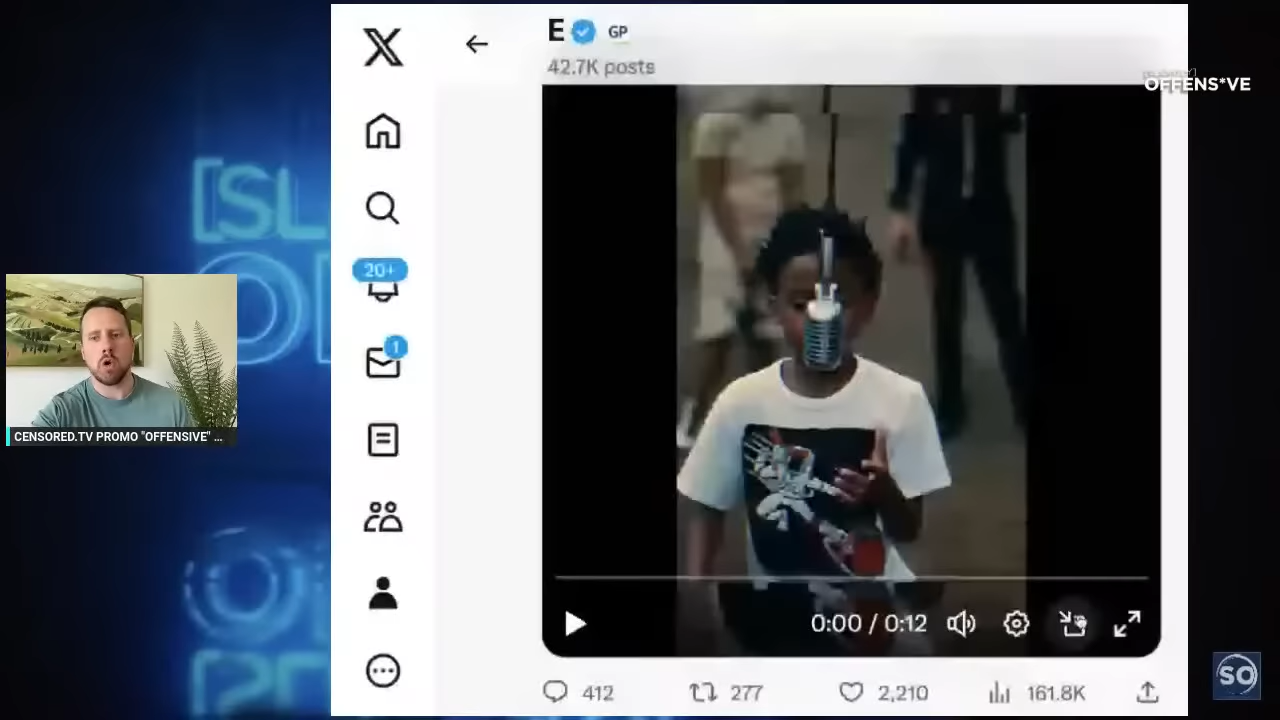 E GP
42.7K posts
OFFENS*VE
[SL
20+
1
CENSORED.TV PROMO "OFFENSIVE" ...
0:00 / 0:12
412 277 2,210 161.8K
SO